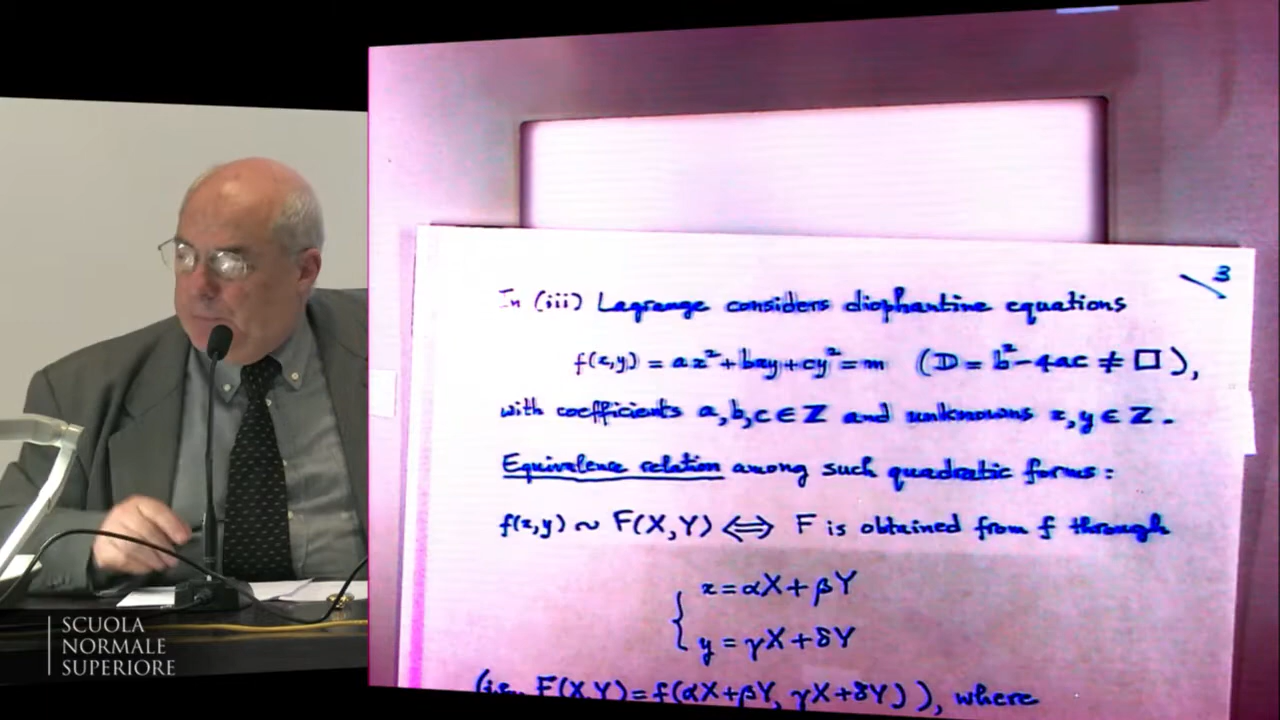 3
In (iii) Lagrange considers diophantine equations
f(x,y) = ax²+bxy+cy² = m (D = b²-4ac ≠ □),
with coefficients a,b,c ∈ Z and unknowns x,y ∈ Z.
Equivalence relation among such quadratic forms:
f(x,y) ~ F(X,Y) ⟺ F is obtained from f through
{ x = αX + βY
y = γX + δY
(i.e. F(X,Y) = f(αX+βY, γX+δY)), where
SCUOLA
NORMALE
SUPERIORE